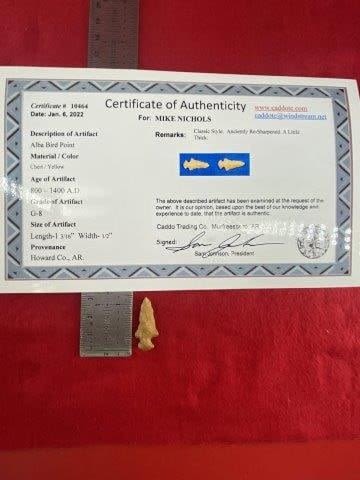 Certificate # 10464
Date: Jan. 6, 2022
Certificate of Authenticity
For: MIKE NICHOLS
www.caddotc.com
caddotc@windstream.net
Description of Artifact
Alba Bird Point
Material / Color
Chert / Yellow
Age of Artifact
800 - 1400 A.D
Grade of Artifact
G-8
Size of Artifact
Length-1 3/16" Width- 1/2"
Provenance
Howard Co., AR.
Remarks: Classic Style. Anciently Re-Sharpened. A Little
Thick.
The above described artifact has been examined at the request of the
owner. It is our opinion, based upon the best of our knowledge and
experience to date, that the artifact is authentic.
Caddo Trading Co. Murfreesboro, AR.
Signed:
Sam Johnson, President